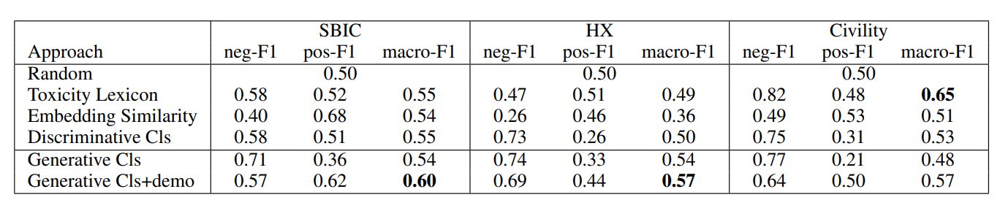 SBIC HX Civility
Approach neg-F1 pos-F1 macro-F1 neg-F1 pos-F1 macro-F1 neg-F1 pos-F1 macro-F1
Random 0.50 0.50 0.50
Toxicity Lexicon 0.58 0.52 0.55 0.47 0.51 0.49 0.82 0.48 0.65
Embedding Similarity 0.40 0.68 0.54 0.26 0.46 0.36 0.49 0.53 0.51
Discriminative Cls 0.58 0.51 0.55 0.73 0.26 0.50 0.75 0.31 0.53
Generative Cls 0.71 0.36 0.54 0.74 0.33 0.54 0.77 0.21 0.48
Generative Cls+demo 0.57 0.62 0.60 0.69 0.44 0.57 0.64 0.50 0.57